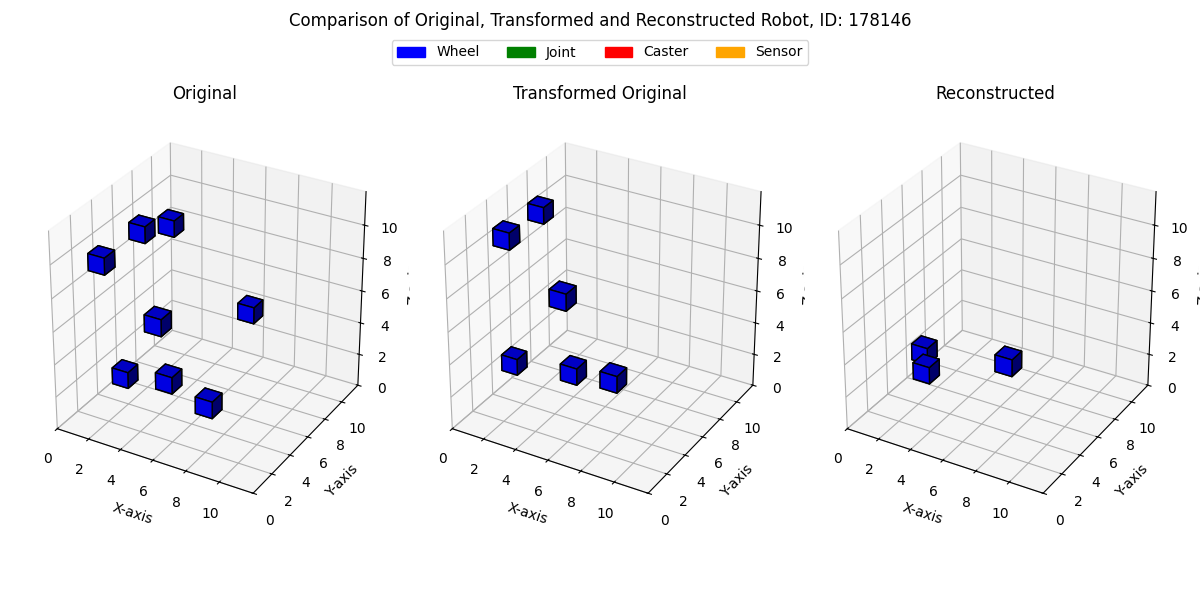 Comparison of Original, Transformed and Reconstructed Robot, ID: 178146
Wheel Joint Caster Sensor
Original Transformed Original Reconstructed
10 10 10
8 8 8
6 6 6
4 4 4
2 2 2
0 0 0
10 10 10
8 8 8
6 6 6
4 4 4
2 2 2
0 0 0
0 2 4 6 8 10 0 2 4 6 8 10 0 2 4 6 8 10
X-axis Y-axis X-axis Y-axis X-axis Y-axis